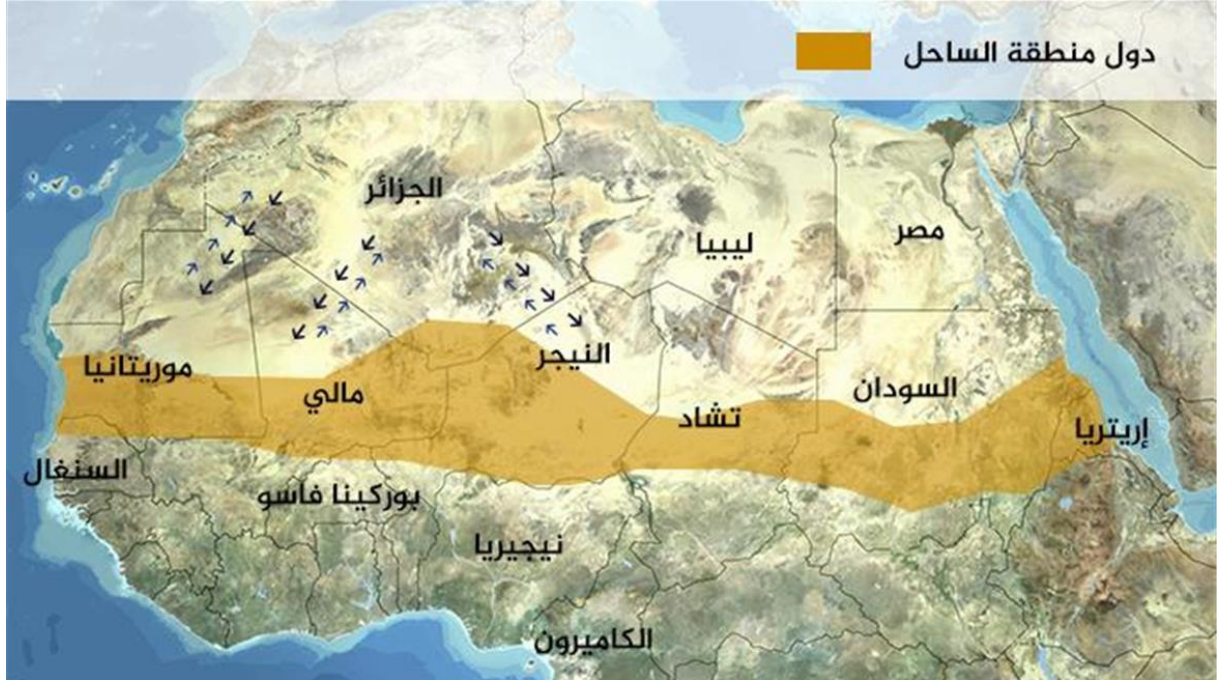 دول منطقة الساحل
الجزائر
ليبيا
مصر
موريتانيا
مالي
النيجر
تشاد
السودان
إريتريا
السنغال
بوركينا فاسو
نيجيريا
الكاميرون